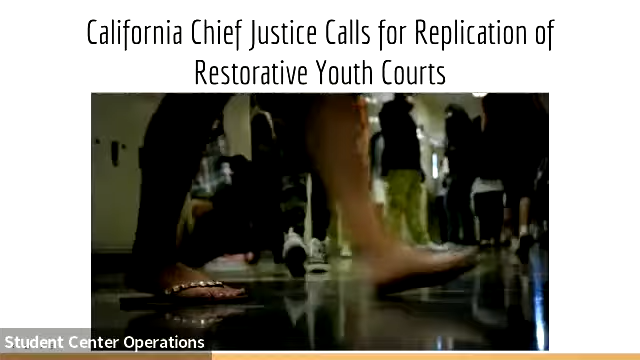 California Chief Justice Calls for Replication of
Restorative Youth Courts
Student Center Operations